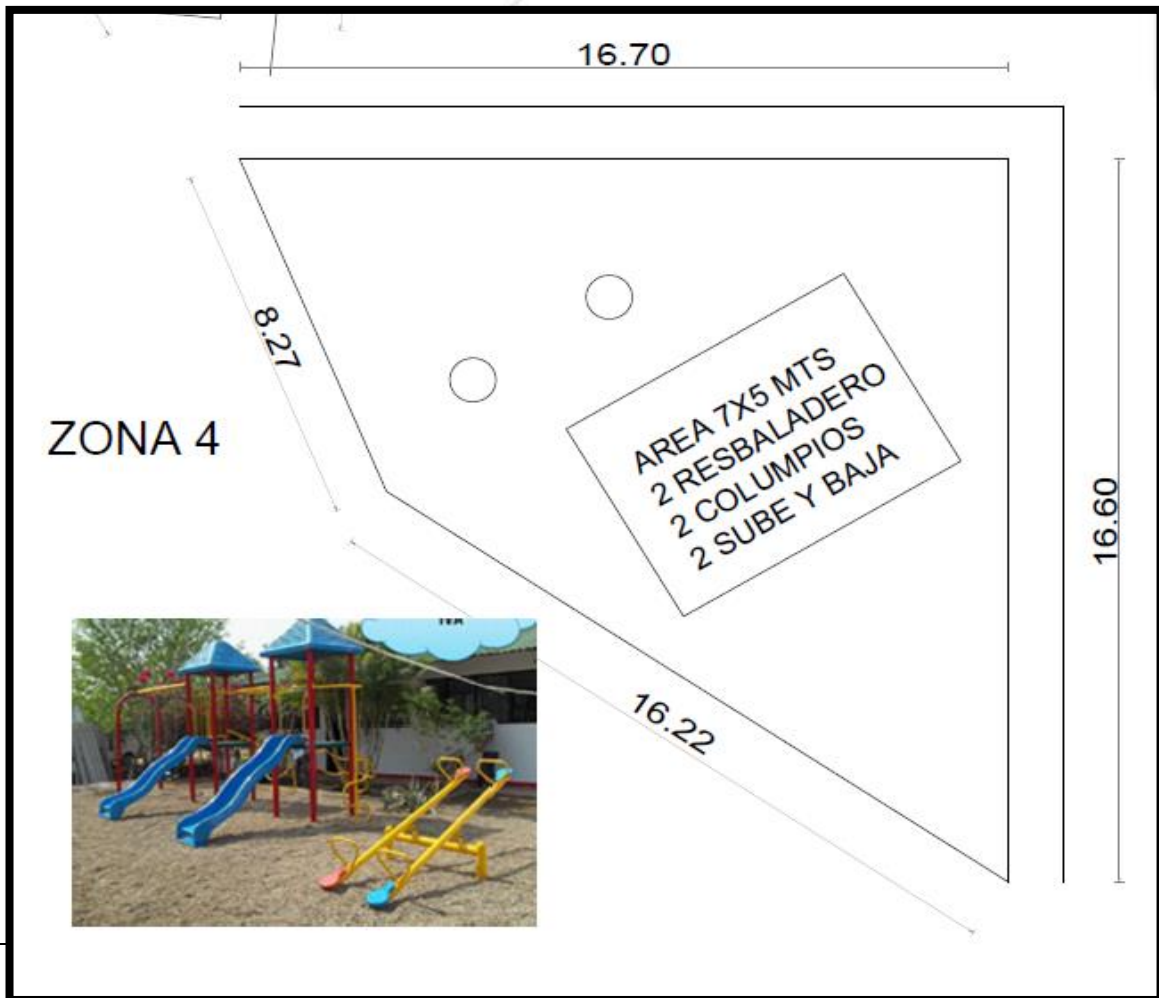 16.70
8.27
ZONA 4
AREA 7X5 MTS
2 RESBALADERO
2 COLUMPIOS
2 SUBE Y BAJA
16.60
IVA
16.22